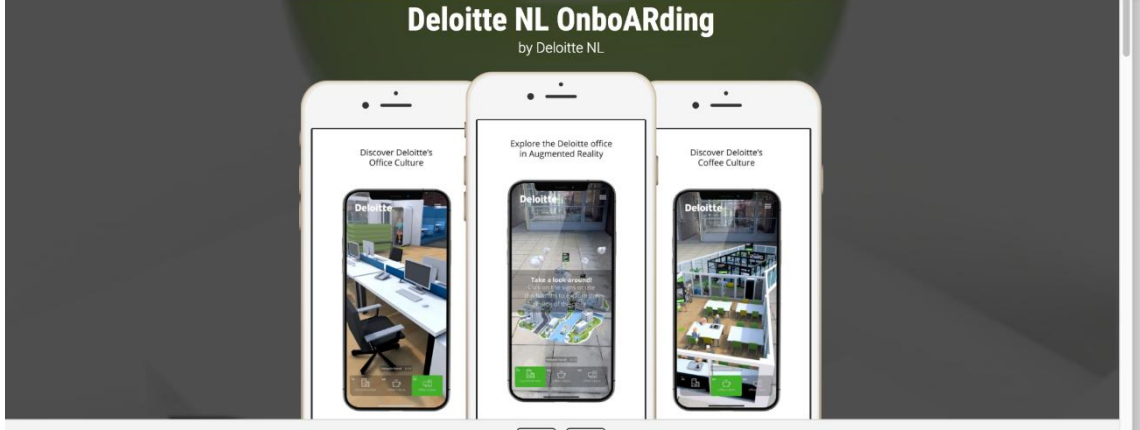 Deloitte NL OnboARding
by Deloitte NL
Discover Deloitte's
Office Culture
Deloitte
Explore the Deloitte office
in Augmented Reality
Deloitte
Take a look around!
Discover Deloitte's
Coffee Culture
Deloitte